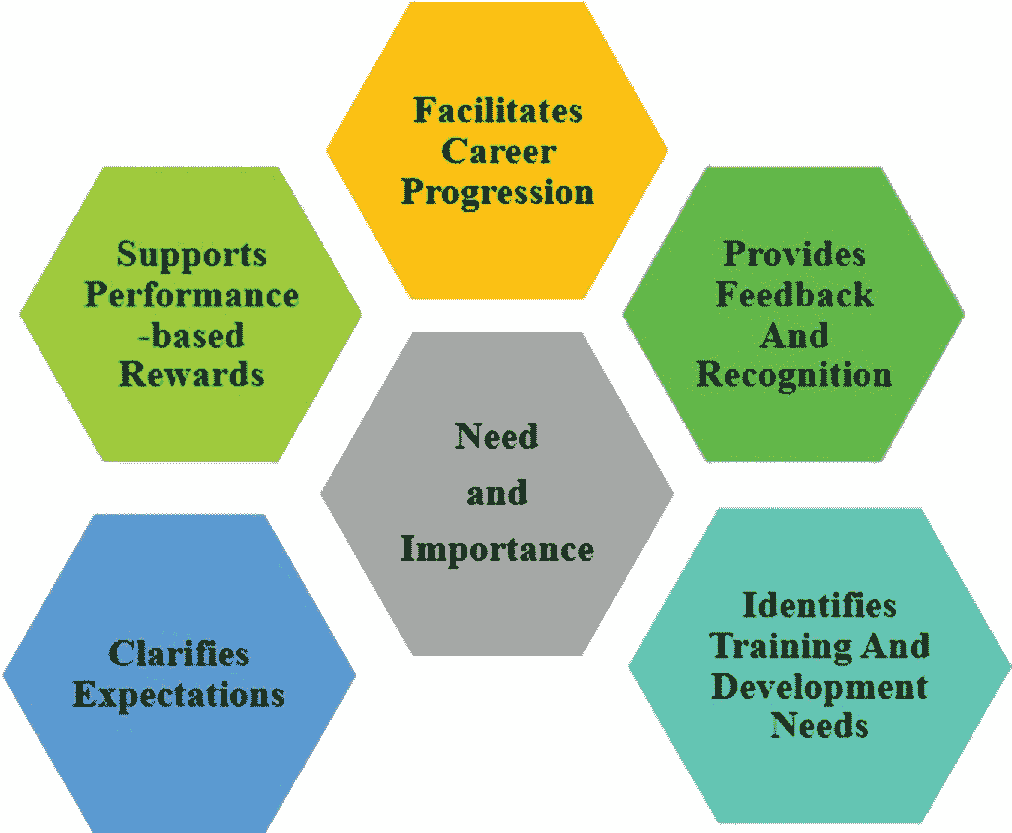 Facilitates
Career
Progression
Supports
Performance
-based
Rewards
Provides
Feedback
And
Recognition
Need
and
Importance
Clarifies
Expectations
Identifies
Training And
Development
Needs